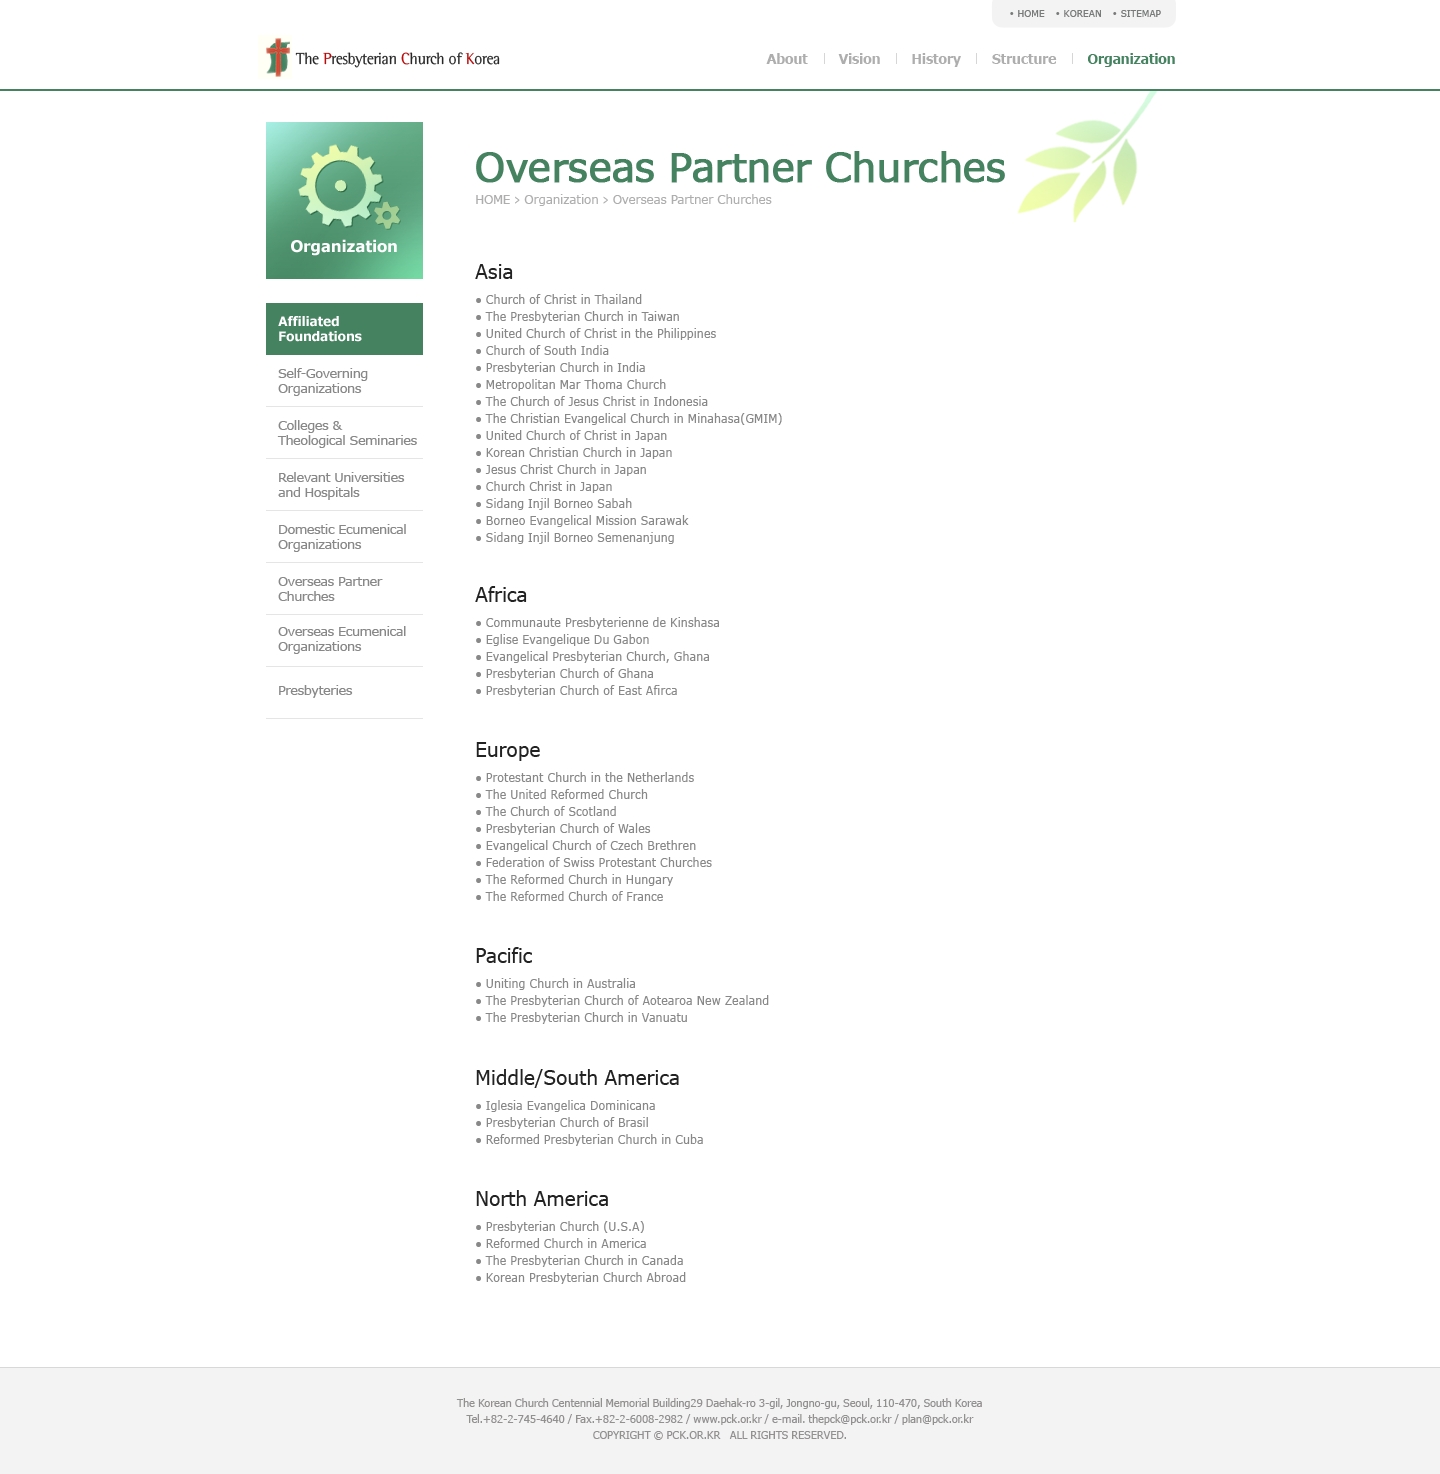 • HOME • KOREAN • SITEMAP
The Presbyterian Church of Korea
About | Vision | History | Structure | Organization
Organization
Affiliated
Foundations
Self-Governing
Organizations
Colleges &
Theological Seminaries
Relevant Universities
and Hospitals
Domestic Ecumenical
Organizations
Overseas Partner
Churches
Overseas Ecumenical
Organizations
Presbyteries
Overseas Partner Churches
HOME > Organization > Overseas Partner Churches
Asia
● Church of Christ in Thailand
● The Presbyterian Church in Taiwan
● United Church of Christ in the Philippines
● Church of South India
● Presbyterian Church in India
● Metropolitan Mar Thoma Church
● The Church of Jesus Christ in Indonesia
● The Christian Evangelical Church in Minahasa(GMIM)
● United Church of Christ in Japan
● Korean Christian Church in Japan
● Jesus Christ Church in Japan
● Church Christ in Japan
● Sidang Injil Borneo Sabah
● Borneo Evangelical Mission Sarawak
● Sidang Injil Borneo Semenanjung
Africa
● Communaute Presbyterienne de Kinshasa
● Eglise Evangelique Du Gabon
● Evangelical Presbyterian Church, Ghana
● Presbyterian Church of Ghana
● Presbyterian Church of East Afirca
Europe
● Protestant Church in the Netherlands
● The United Reformed Church
● The Church of Scotland
● Presbyterian Church of Wales
● Evangelical Church of Czech Brethren
● Federation of Swiss Protestant Churches
● The Reformed Church in Hungary
● The Reformed Church of France
Pacific
● Uniting Church in Australia
● The Presbyterian Church of Aotearoa New Zealand
● The Presbyterian Church in Vanuatu
Middle/South America
● Iglesia Evangelica Dominicana
● Presbyterian Church of Brasil
● Reformed Presbyterian Church in Cuba
North America
● Presbyterian Church (U.S.A)
● Reformed Church in America
● The Presbyterian Church in Canada
● Korean Presbyterian Church Abroad
The Korean Church Centennial Memorial Building29 Daehak-ro 3-gil, Jongno-gu, Seoul, 110-470, South Korea
Tel.+82-2-745-4640 / Fax.+82-2-6008-2982 / www.pck.or.kr / e-mail. thepck@pck.or.kr / plan@pck.or.kr
COPYRIGHT © PCK.OR.KR ALL RIGHTS RESERVED.